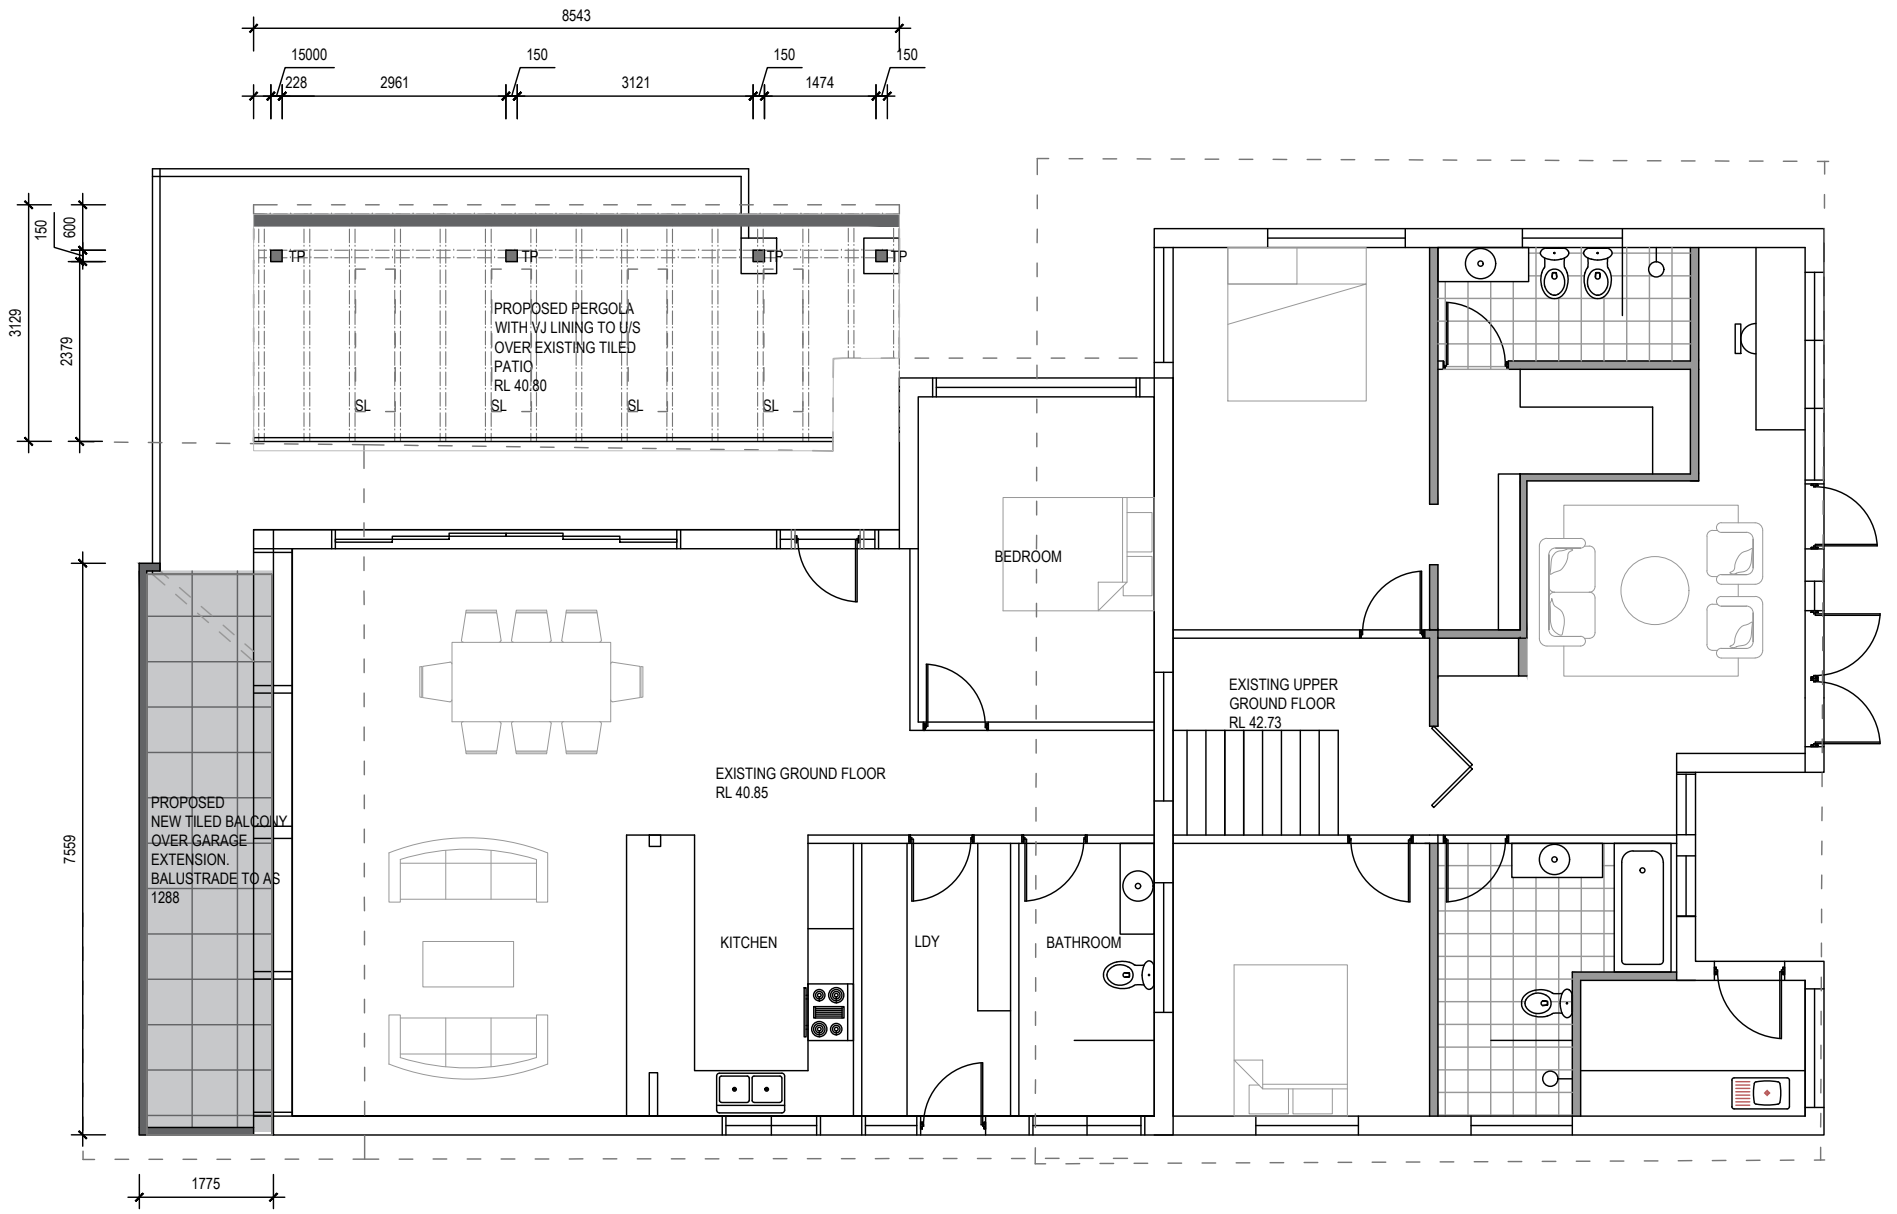 8543
15000
150
150
150
228
2961
3121
1474
150
600
3129
2379
TP
TP
TP
TP
PROPOSED PERGOLA
WITH VJ LINING TO U/S
OVER EXISTING TILED
PATIO
RL 40.80
SL
SL
SL
SL
BEDROOM
EXISTING UPPER
GROUND FLOOR
RL 42.73
EXISTING GROUND FLOOR
RL 40.85
PROPOSED
NEW TILED BALCONY
OVER GARAGE
EXTENSION.
BALUSTRADE TO AS
1288
7559
KITCHEN
LDY
BATHROOM
1775